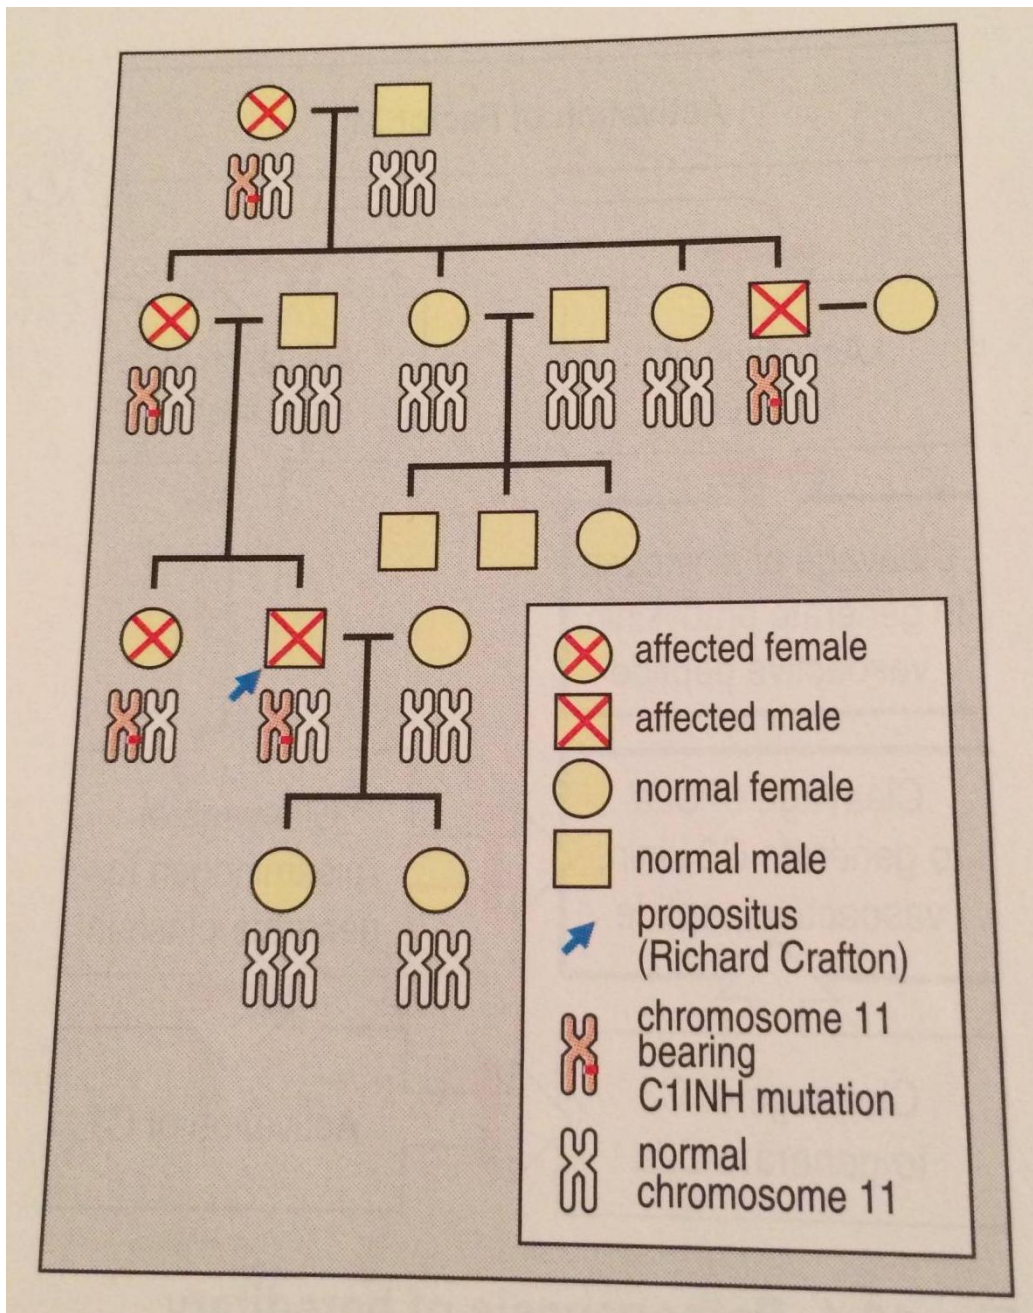 affected female
affected male
normal female
normal male
propositus
(Richard Crafton)
chromosome 11
bearing
C1INH mutation
normal
chromosome 11